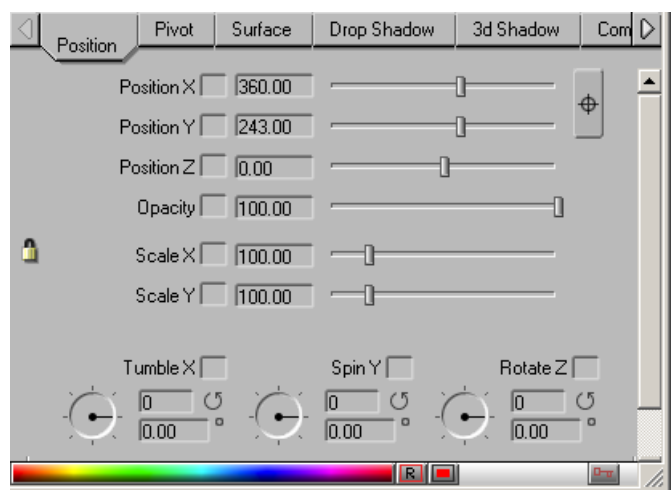 Position Pivot Surface Drop Shadow 3d Shadow Com
Position X 360.00
Position Y 243.00
Position Z 0.00
Opacity 100.00
Scale X 100.00
Scale Y 100.00
Tumble X Spin Y Rotate Z
0 0 0
0.00 ° 0.00 ° 0.00 °
R